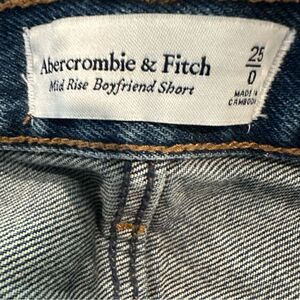 Abercrombie & Fitch
Mid Rise Boyfriend Short
25
0
MADE IN
CAMBODIA